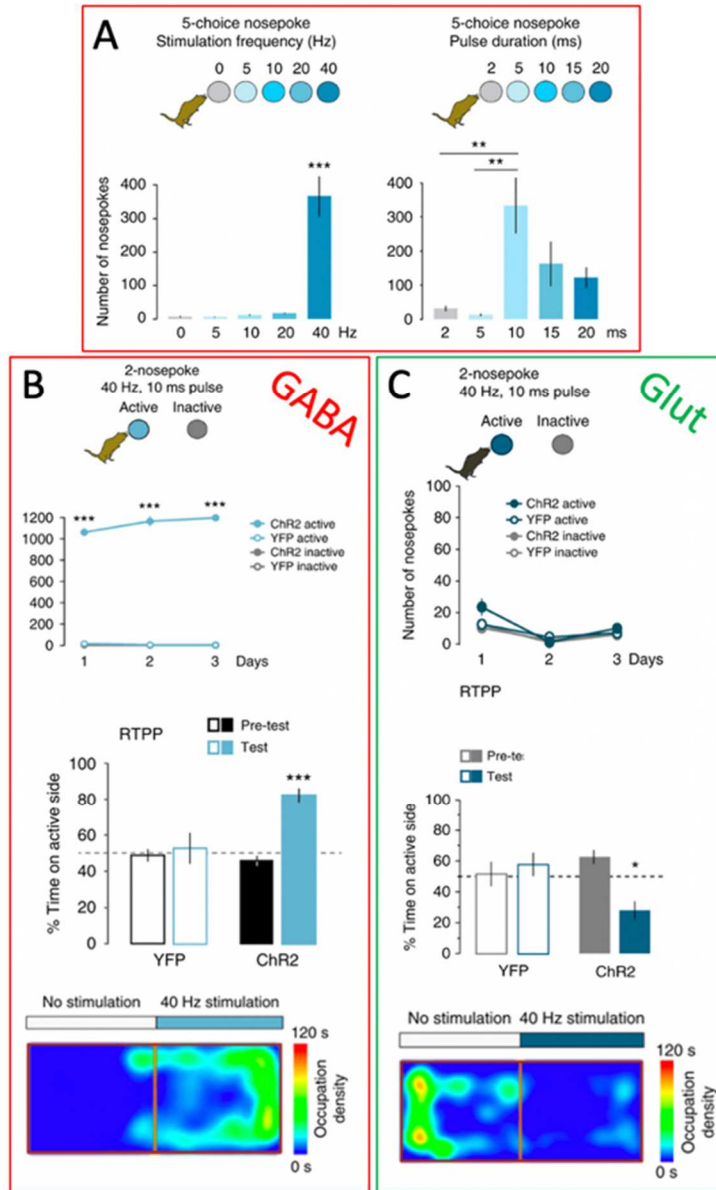 A
5-choice nosepoke
Stimulation frequency (Hz)
0 5 10 20 40
***
Number of nosepokes
400
300
200
100
0
0 5 10 20 40 Hz
5-choice nosepoke
Pulse duration (ms)
2 5 10 15 20
**
**
400
300
200
100
0
2 5 10 15 20 ms
B
2-nosepoke
40 Hz, 10 ms pulse
GABA
Active Inactive
*** *** ***
1200
1000
800
600
400
200
0
1 2 3 Days
ChR2 active
YFP active
ChR2 inactive
YFP inactive
RTPP
Pre-test
Test
***
% Time on active side
100
80
60
40
20
0
YFP ChR2
No stimulation 40 Hz stimulation
120 s
Occupation
density
0 s
C
2-nosepoke
40 Hz, 10 ms pulse
Glut
Active Inactive
Number of nosepokes
100
80
60
40
20
0
1 2 3 Days
ChR2 active
YFP active
ChR2 inactive
YFP inactive
RTPP
Pre-te
Test
*
% Time on active side
100
80
60
40
20
0
YFP ChR2
No stimulation 40 Hz stimulation
120 s
Occupation
density
0 s